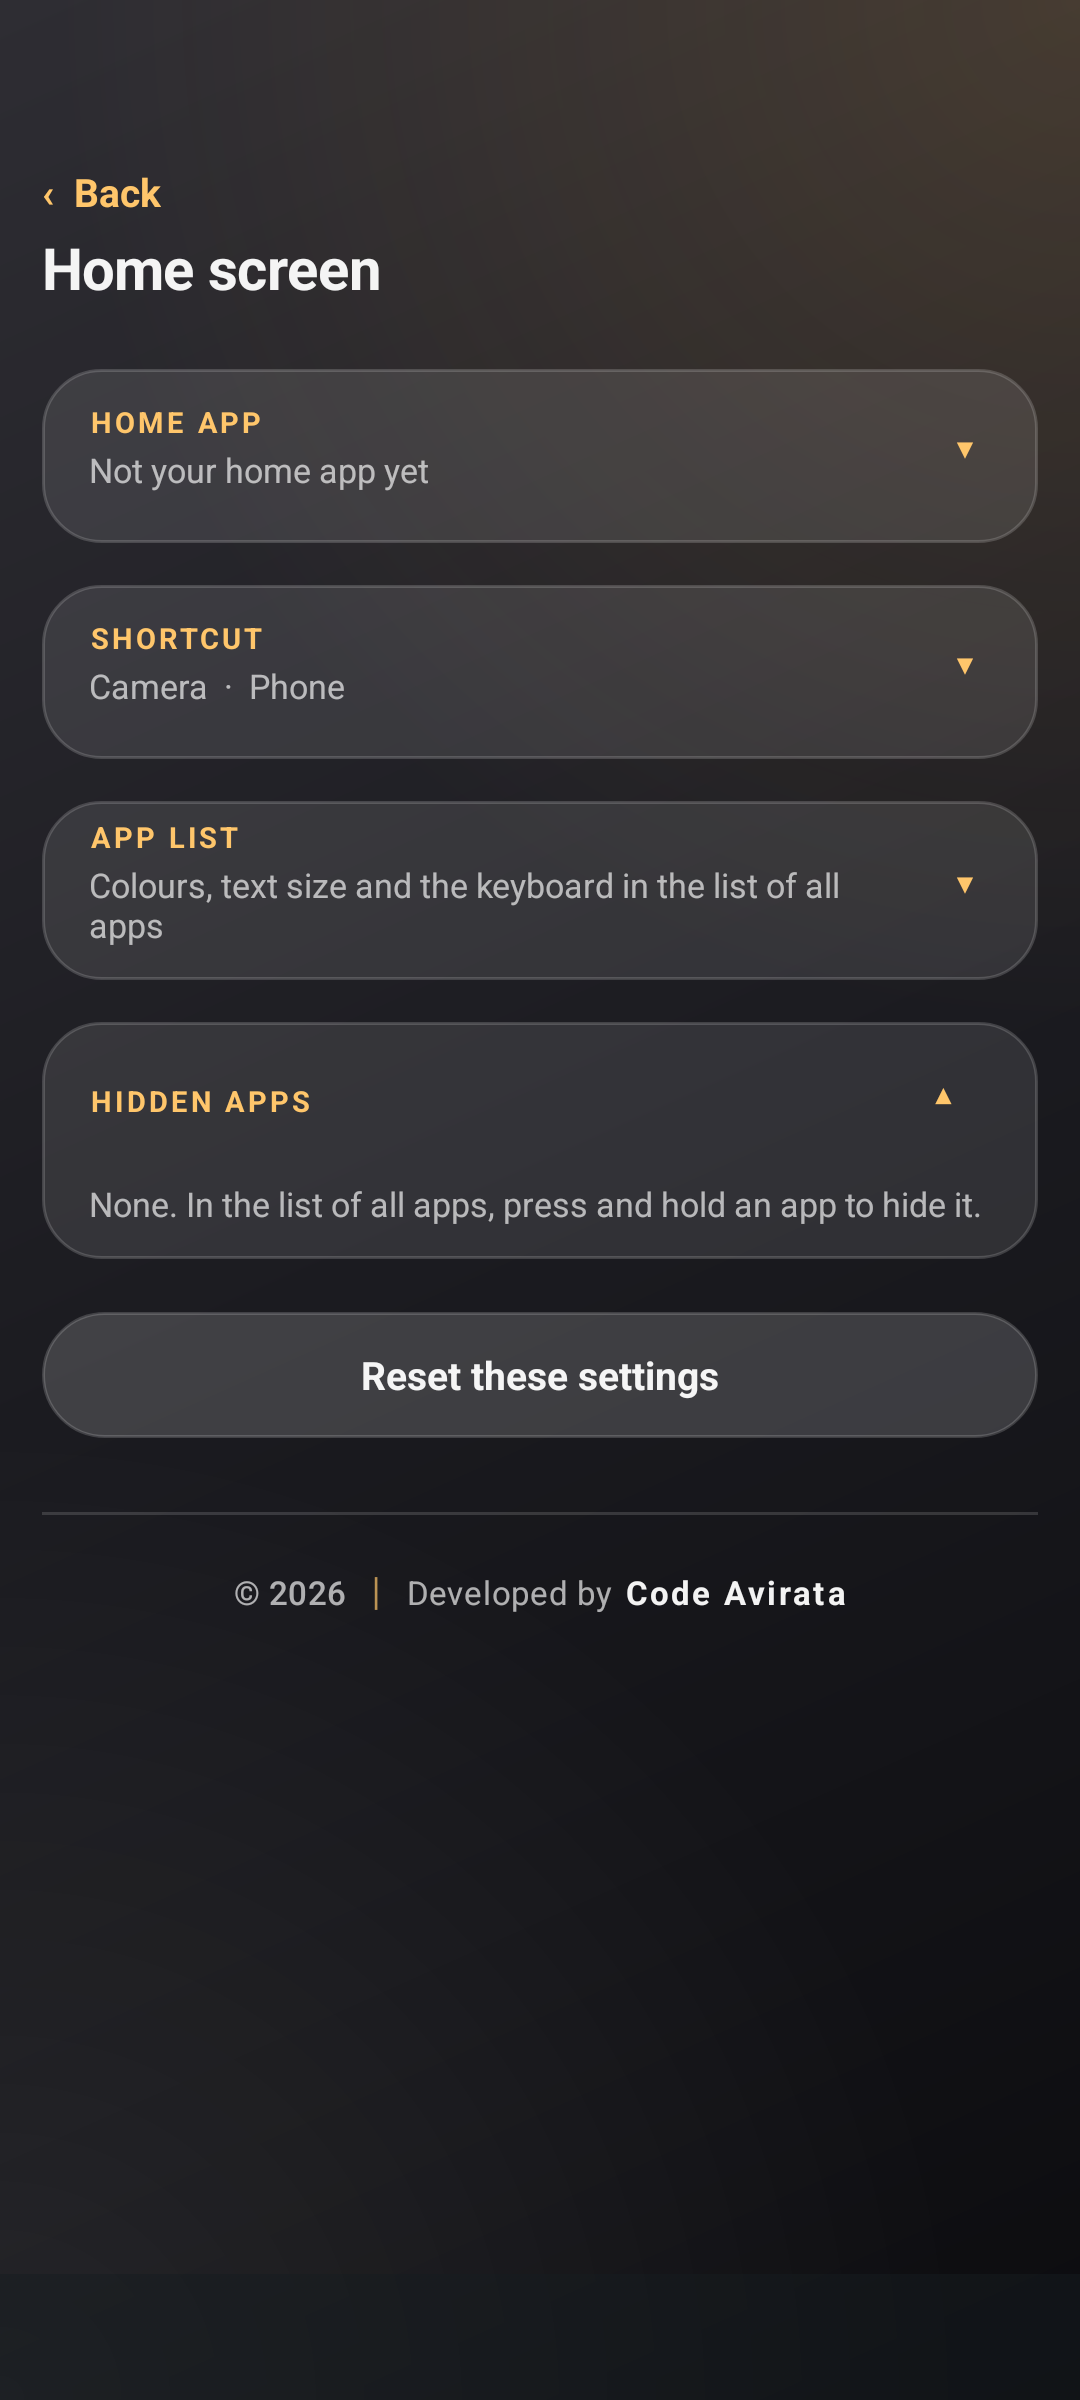 ‹ Back
Home screen
HOME APP
Not your home app yet
▼
SHORTCUT
Camera · Phone
▼
APP LIST
Colours, text size and the keyboard in the list of all
apps
▼
HIDDEN APPS
▲
None. In the list of all apps, press and hold an app to hide it.
Reset these settings
© 2026 | Developed by Code Avirata